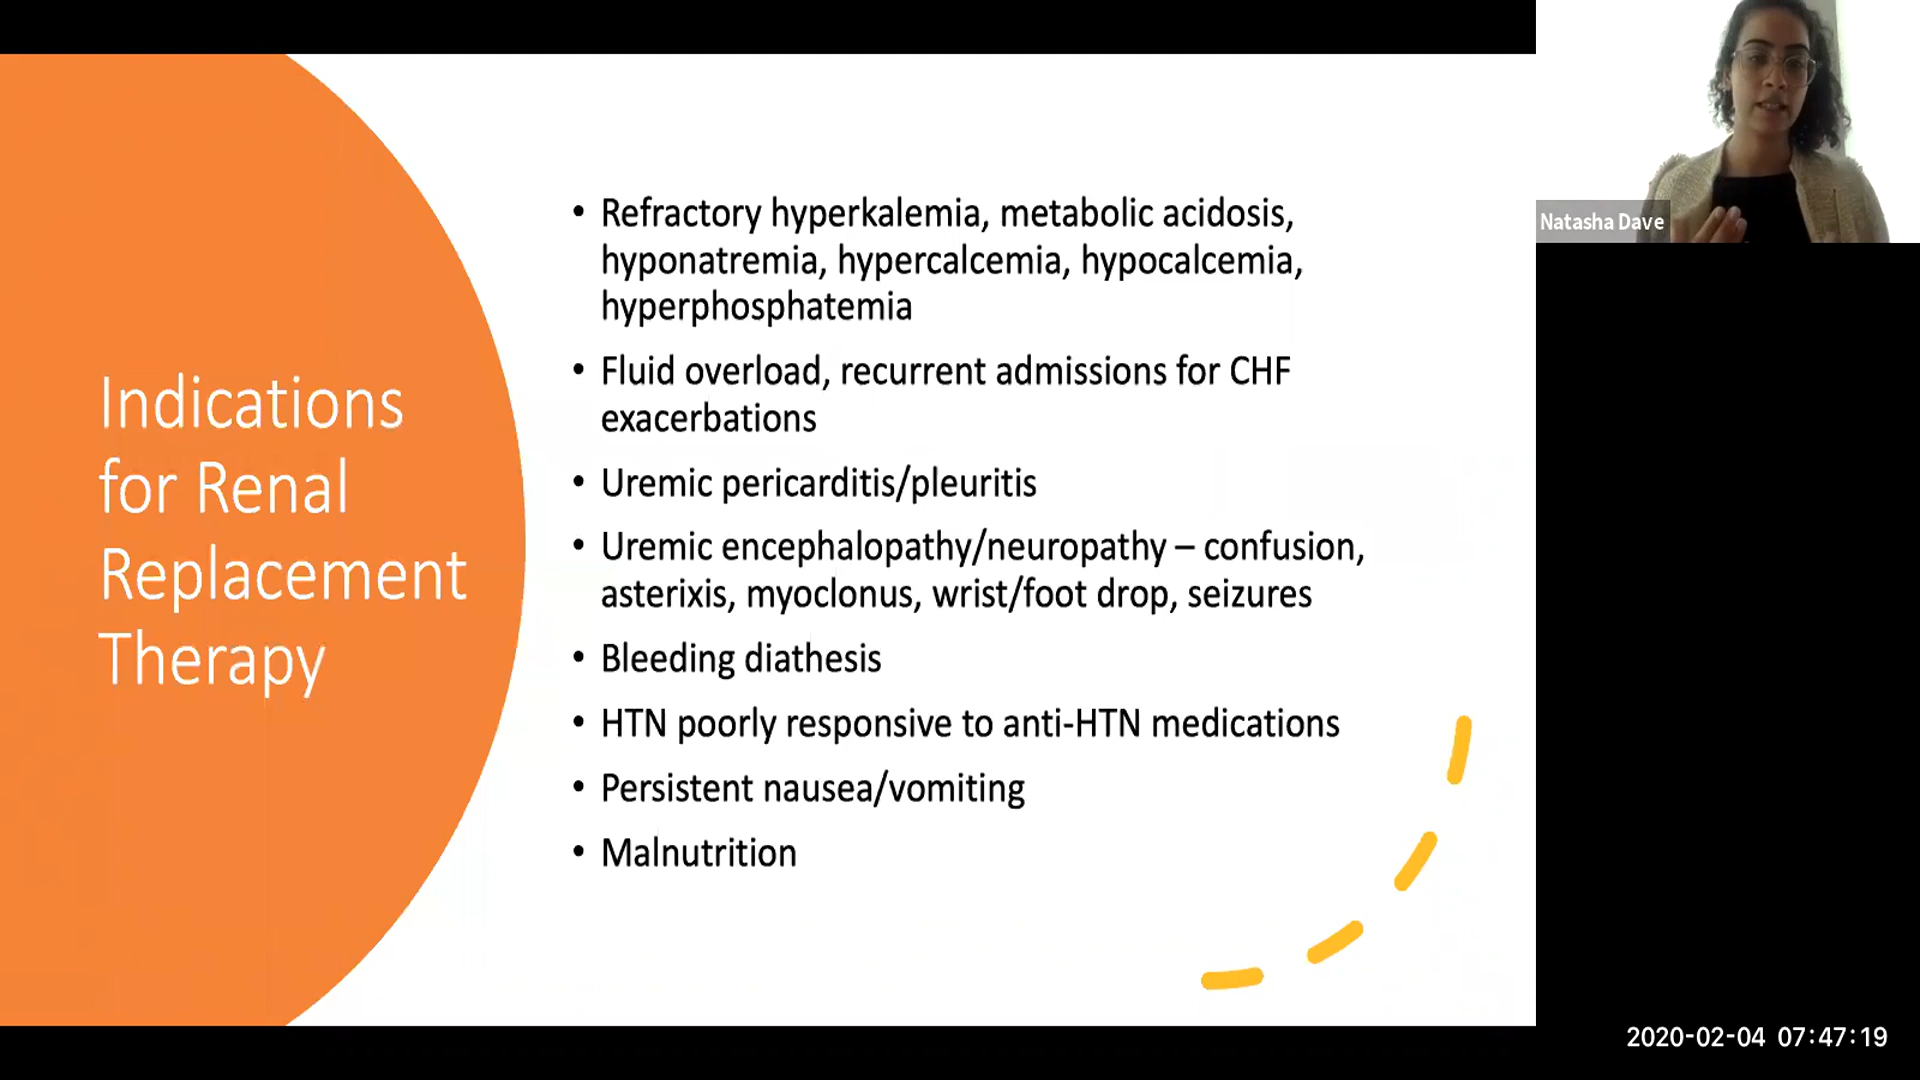 Indications
for Renal
Replacement
Therapy
• Refractory hyperkalemia, metabolic acidosis,
hyponatremia, hypercalcemia, hypocalcemia,
hyperphosphatemia
• Fluid overload, recurrent admissions for CHF
exacerbations
• Uremic pericarditis/pleuritis
• Uremic encephalopathy/neuropathy – confusion,
asterixis, myoclonus, wrist/foot drop, seizures
• Bleeding diathesis
• HTN poorly responsive to anti-HTN medications
• Persistent nausea/vomiting
• Malnutrition
Natasha Dave
2020-02-04 07:47:19